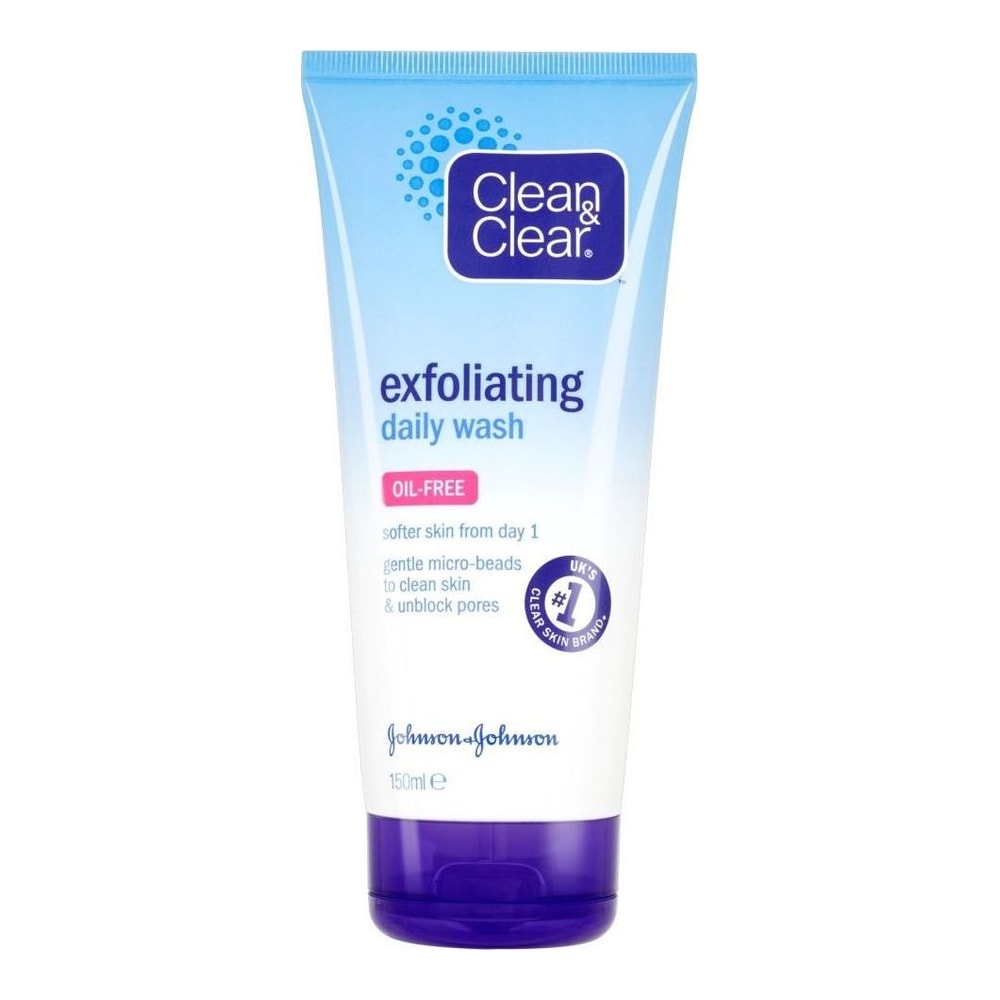 Clean
&
Clear®
™
exfoliating
daily wash
OIL-FREE
softer skin from day 1
gentle micro-beads
to clean skin
& unblock pores
UK'S
#1
CLEAR SKIN BRAND.
Johnson+Johnson
150ml ℮